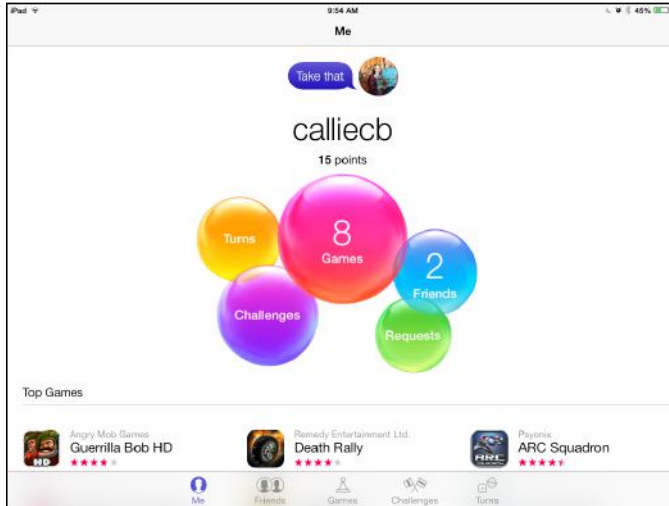 iPad 9:54 AM 45%
Me
Take that
calliecb
15 points
Turns
8
Games
2
Friends
Challenges
Requests
Top Games
Angry Mob Games
Guerrilla Bob HD
Remedy Entertainment Ltd.
Death Rally
Psyonix
ARC Squadron
HD
ARC
Me Friends Games Challenges Turns